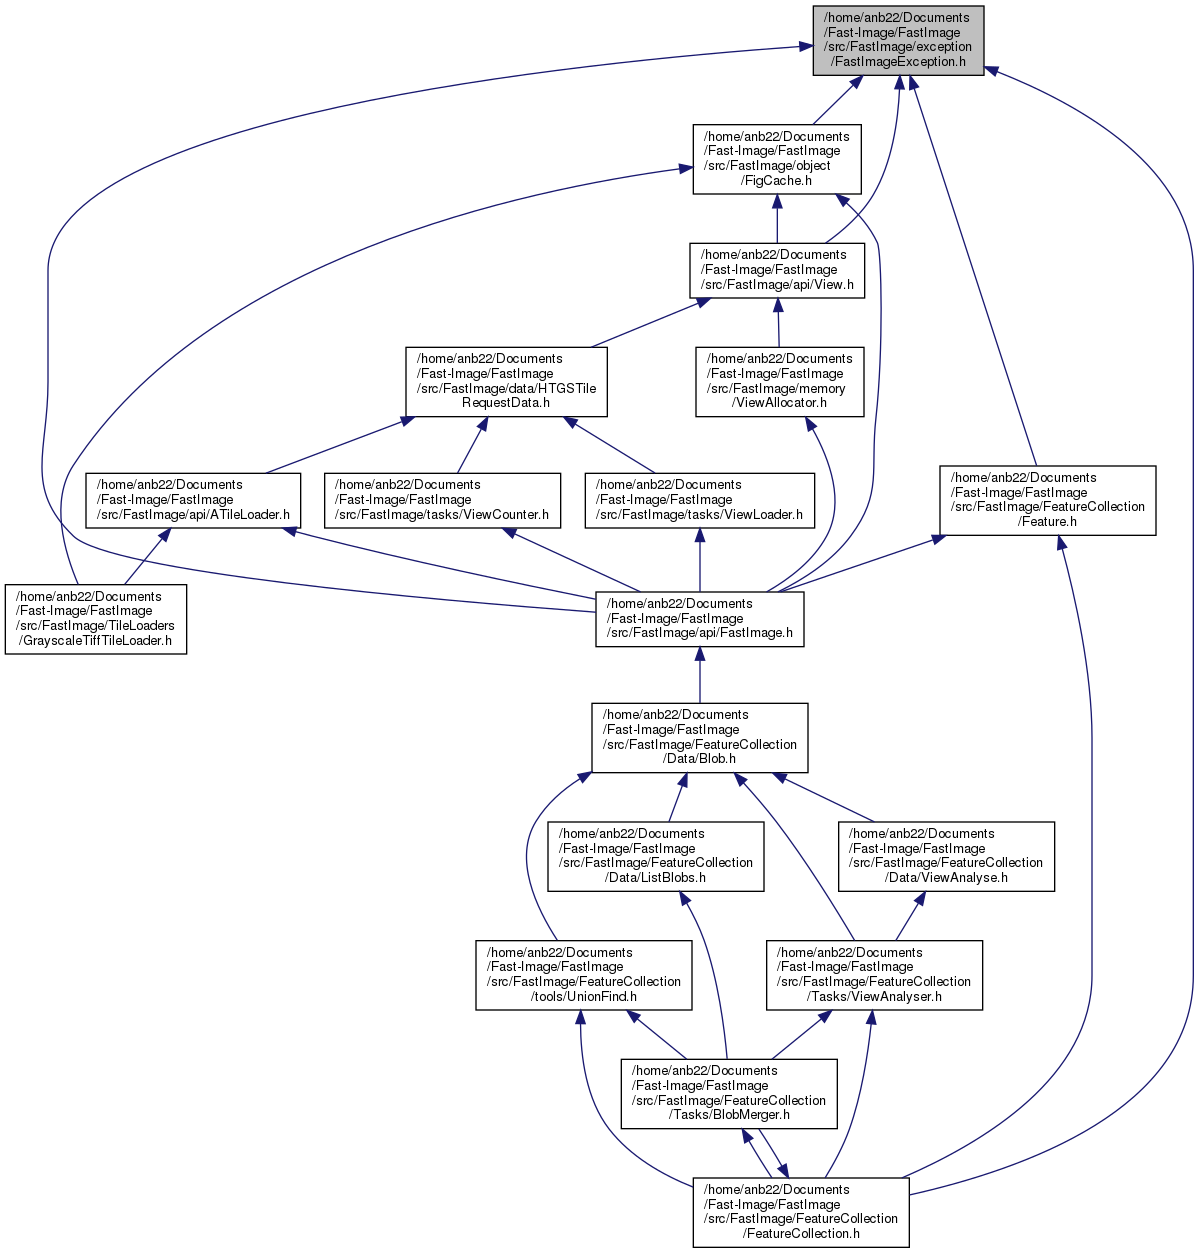 /home/anb22/Documents
/Fast-Image/FastImage
/src/FastImage/exception
/FastImageException.h
/home/anb22/Documents
/Fast-Image/FastImage
/src/FastImage/object
/FigCache.h
/home/anb22/Documents
/Fast-Image/FastImage
/src/FastImage/api/View.h
/home/anb22/Documents
/Fast-Image/FastImage
/src/FastImage/data/HTGSTile
RequestData.h
/home/anb22/Documents
/Fast-Image/FastImage
/src/FastImage/memory
/ViewAllocator.h
/home/anb22/Documents
/Fast-Image/FastImage
/src/FastImage/api/ATileLoader.h
/home/anb22/Documents
/Fast-Image/FastImage
/src/FastImage/tasks/ViewCounter.h
/home/anb22/Documents
/Fast-Image/FastImage
/src/FastImage/tasks/ViewLoader.h
/home/anb22/Documents
/Fast-Image/FastImage
/src/FastImage/FeatureCollection
/Feature.h
/home/anb22/Documents
/Fast-Image/FastImage
/src/FastImage/TileLoaders
/GrayscaleTiffTileLoader.h
/home/anb22/Documents
/Fast-Image/FastImage
/src/FastImage/api/FastImage.h
/home/anb22/Documents
/Fast-Image/FastImage
/src/FastImage/FeatureCollection
/Data/Blob.h
/home/anb22/Documents
/Fast-Image/FastImage
/src/FastImage/FeatureCollection
/Data/ListBlobs.h
/home/anb22/Documents
/Fast-Image/FastImage
/src/FastImage/FeatureCollection
/Data/ViewAnalyse.h
/home/anb22/Documents
/Fast-Image/FastImage
/src/FastImage/FeatureCollection
/tools/UnionFind.h
/home/anb22/Documents
/Fast-Image/FastImage
/src/FastImage/FeatureCollection
/Tasks/ViewAnalyser.h
/home/anb22/Documents
/Fast-Image/FastImage
/src/FastImage/FeatureCollection
/Tasks/BlobMerger.h
/home/anb22/Documents
/Fast-Image/FastImage
/src/FastImage/FeatureCollection
/FeatureCollection.h